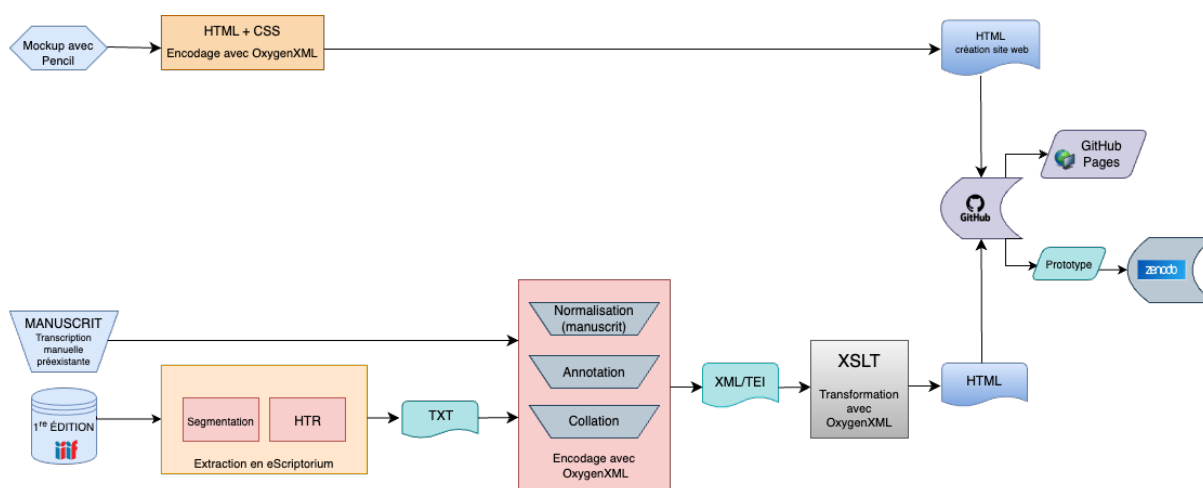 Mockup avec
Pencil
HTML + CSS
Encodage avec OxygenXML
HTML
création site web
GitHub
Pages
GitHub
Prototype
zenodo
MANUSCRIT
Transcription
manuelle
préexistante
1re ÉDITION
iiif
Segmentation
HTR
Extraction en eScriptorium
TXT
Normalisation
(manuscrit)
Annotation
Collation
Encodage avec
OxygenXML
XML/TEI
XSLT
Transformation
avec
OxygenXML
HTML